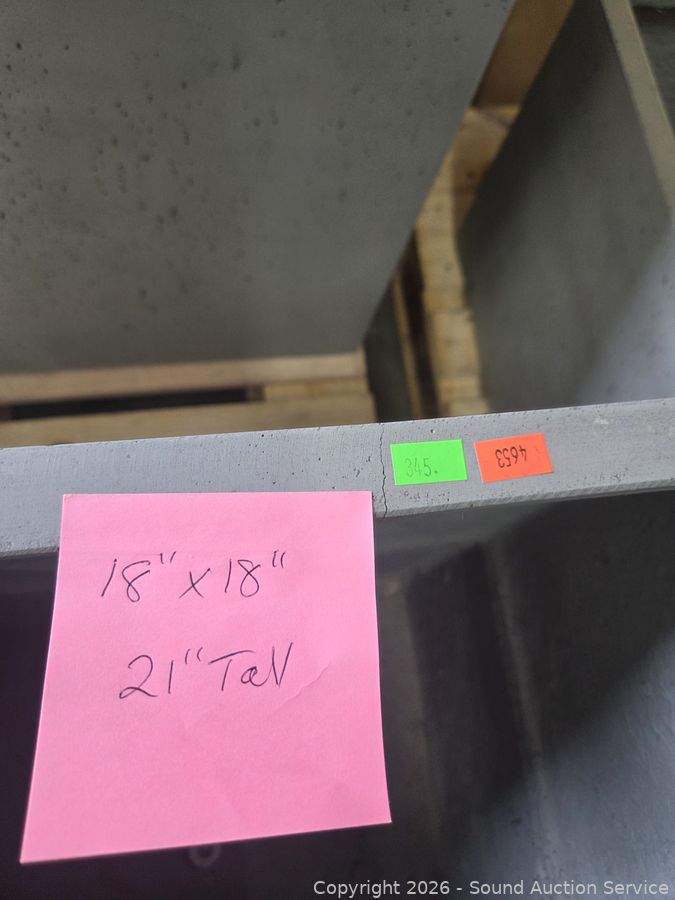 345.
4653
18" x 18"
21" Tall
Copyright 2026 - Sound Auction Service